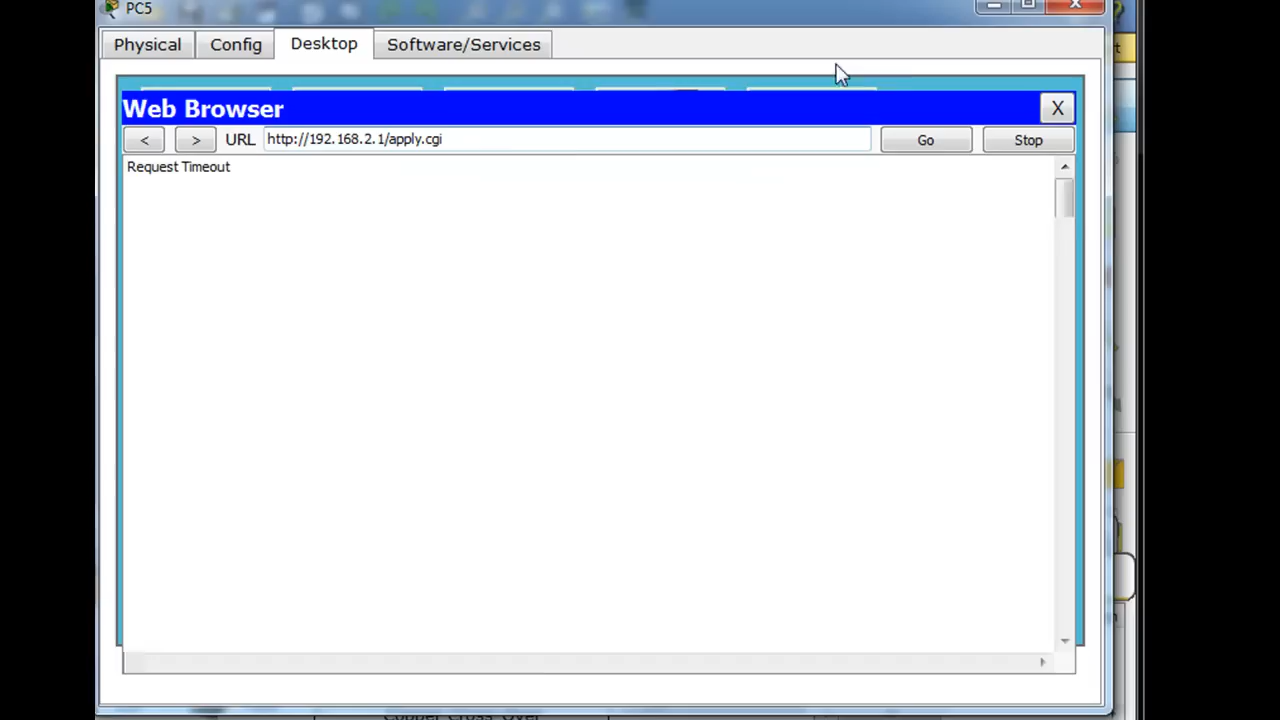 PC5
Physical
Config
Desktop
Software/Services
Web Browser
X
<
>
URL
http://192.168.2.1/apply.cgi
Go
Stop
Request Timeout